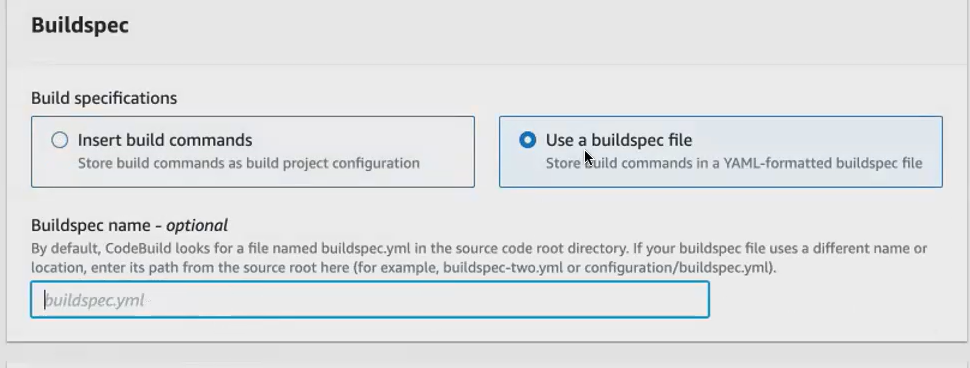 Buildspec
Build specifications
Insert build commands
Store build commands as build project configuration
Use a buildspec file
Store build commands in a YAML-formatted buildspec file
Buildspec name - optional
By default, CodeBuild looks for a file named buildspec.yml in the source code root directory. If your buildspec file uses a different name or
location, enter its path from the source root here (for example, buildspec-two.yml or configuration/buildspec.yml).
buildspec.yml